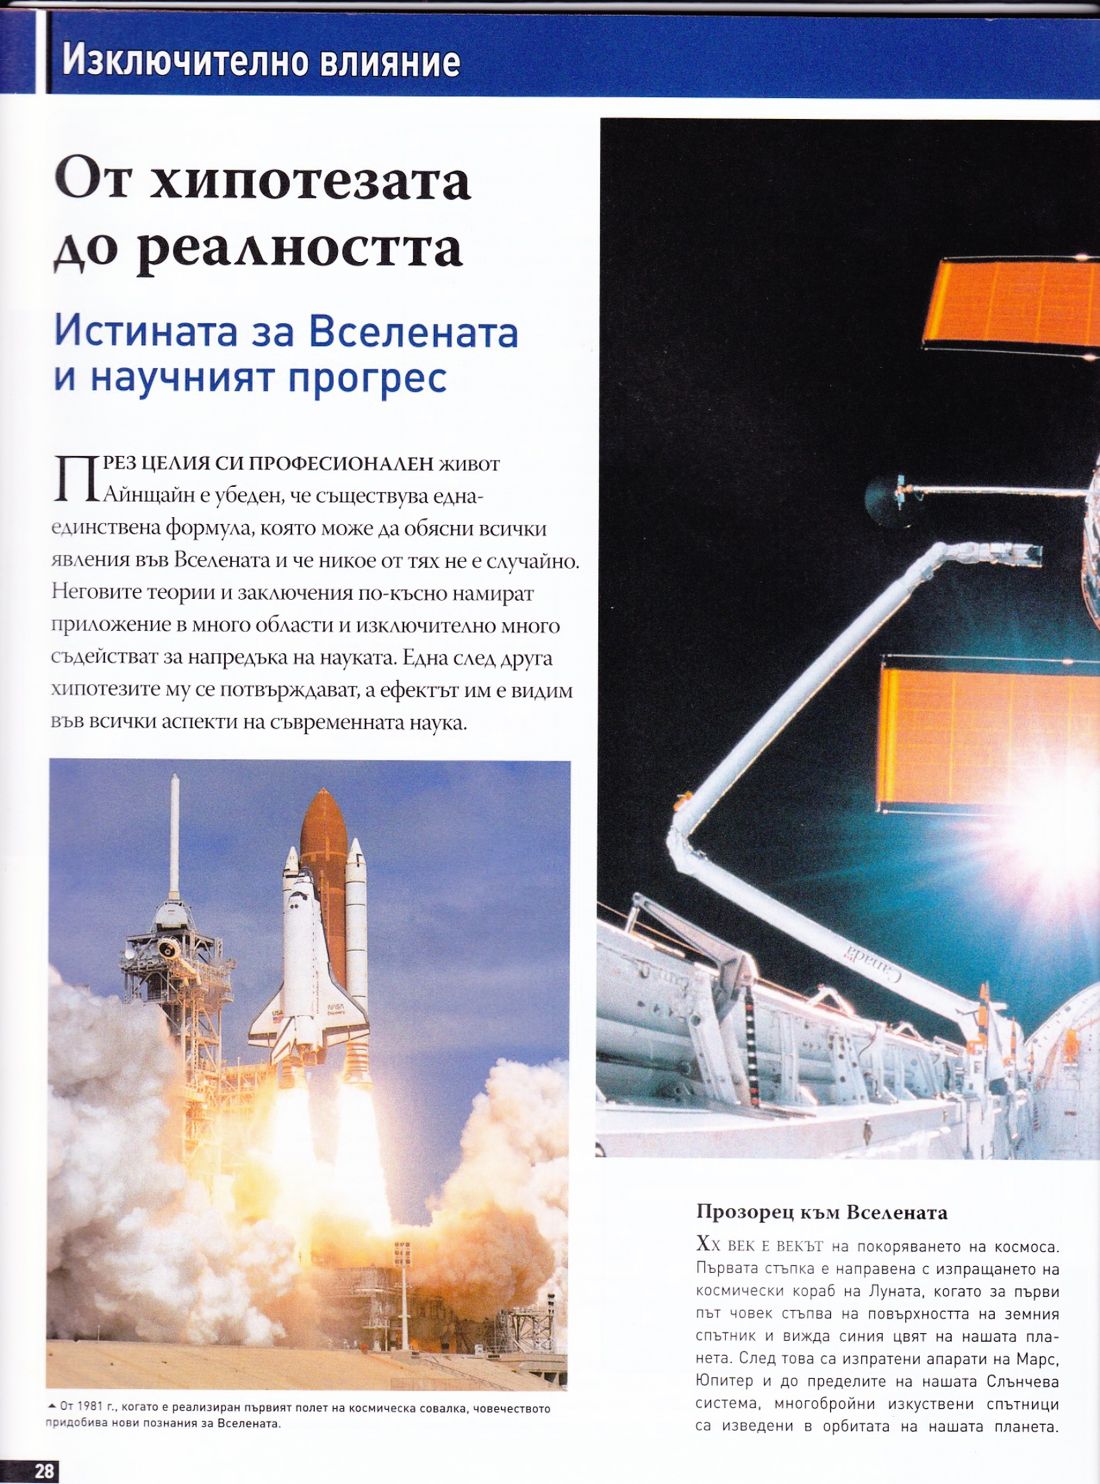 Изключително влияние
От хипотезата
до реалността
Истината за Вселената
и научният прогрес
ПРЕЗ ЦЕЛИЯ СИ ПРОФЕСИОНАЛЕН живот
Айнщайн е убеден, че съществува една-
единствена формула, която може да обясни всички
явления във Вселената и че никое от тях не е случайно.
Неговите теории и заключения по-късно намират
приложение в много области и изключително много
съдействат за напредъка на науката. Една след друга
хипотезите му се потвърждават, а ефектът им е видим
във всички аспекти на съвременната наука.
Canada
USA
NASA
Discovery
От 1981 г., когато е реализиран първият полет на космическа совалка, човечеството
придобива нови познания за Вселената.
Прозорец към Вселената
XX ВЕК Е ВЕКЪТ на покоряването на космоса.
Първата стъпка е направена с изпращането на
космически кораб на Луната, когато за първи
път човек стъпва на повърхността на земния
спътник и вижда синия цвят на нашата пла-
нета. След това са изпратени апарати на Марс,
Юпитер и до пределите на нашата Слънчева
система, многобройни изкуствени спътници
са изведени в орбитата на нашата планета.
28